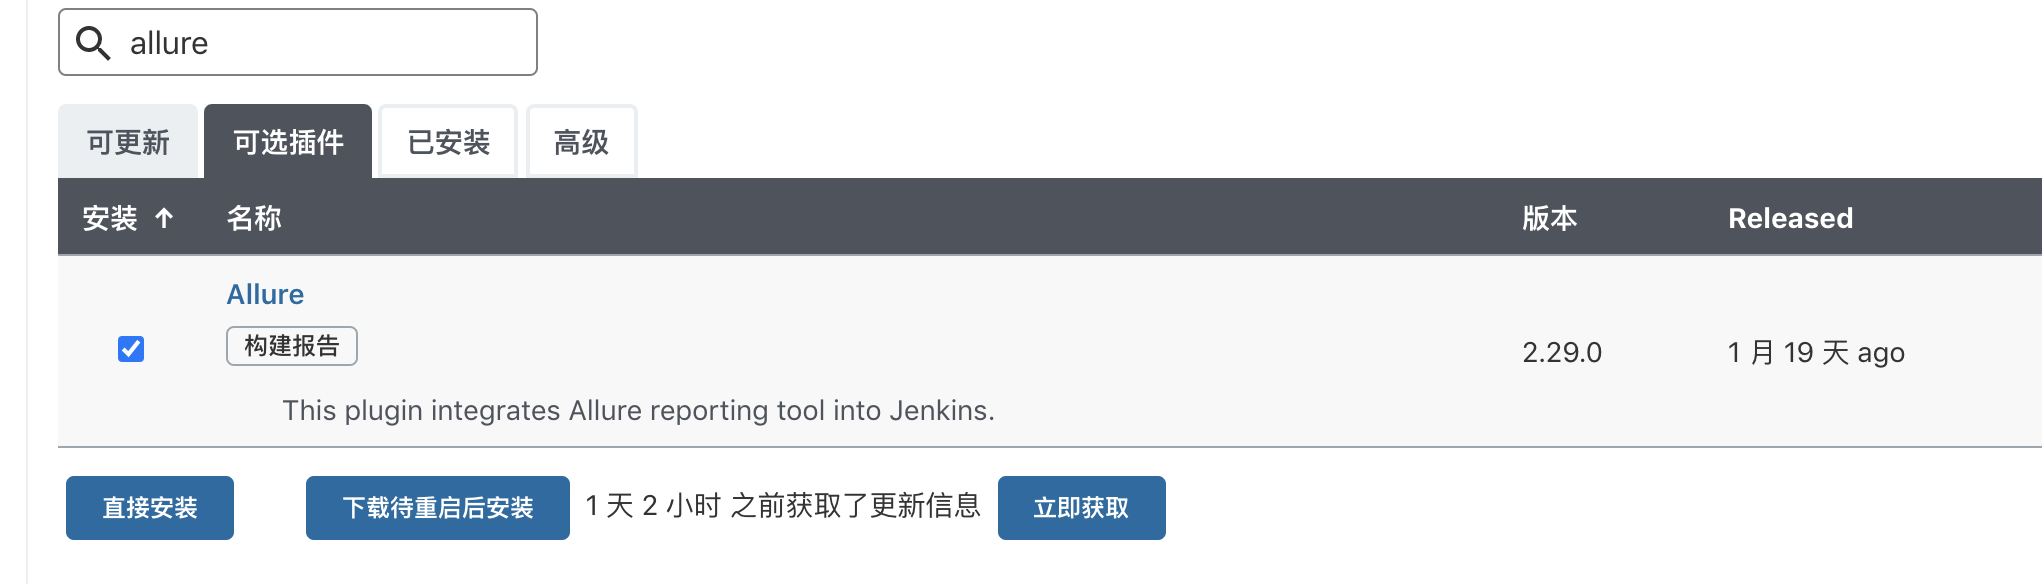 allure
可更新 可选插件 已安装 高级
安装 ↑ 名称 版本 Released
Allure
构建报告
2.29.0 1 月 19 天 ago
This plugin integrates Allure reporting tool into Jenkins.
直接安装 下载待重启后安装 1 天 2 小时 之前获取了更新信息 立即获取